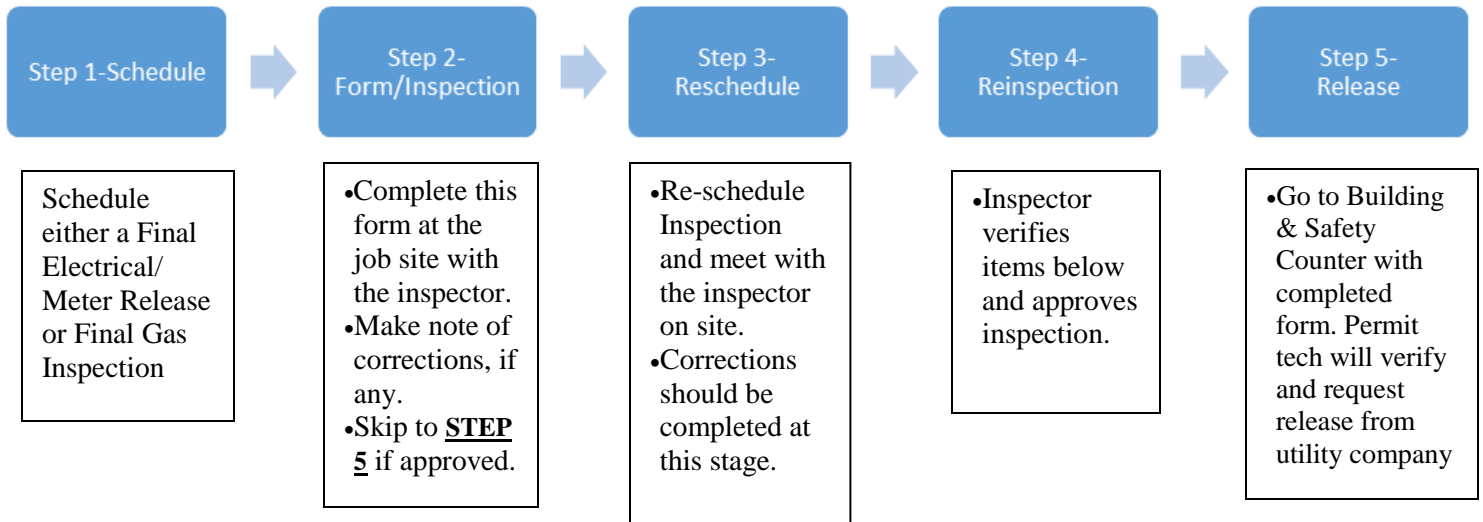 Step 1-Schedule
Step 2-
Form/Inspection
Step 3-
Reschedule
Step 4-
Reinspection
Step 5-
Release
Schedule
either a Final
Electrical/
Meter Release
or Final Gas
Inspection
•Complete this
form at the
job site with
the inspector.
•Make note of
corrections, if
any.
•Skip to STEP
5 if approved.
•Re-schedule
Inspection
and meet with
the inspector
on site.
•Corrections
should be
completed at
this stage.
•Inspector
verifies
items below
and approves
inspection.
•Go to Building
& Safety
Counter with
completed
form. Permit
tech will verify
and request
release from
utility company